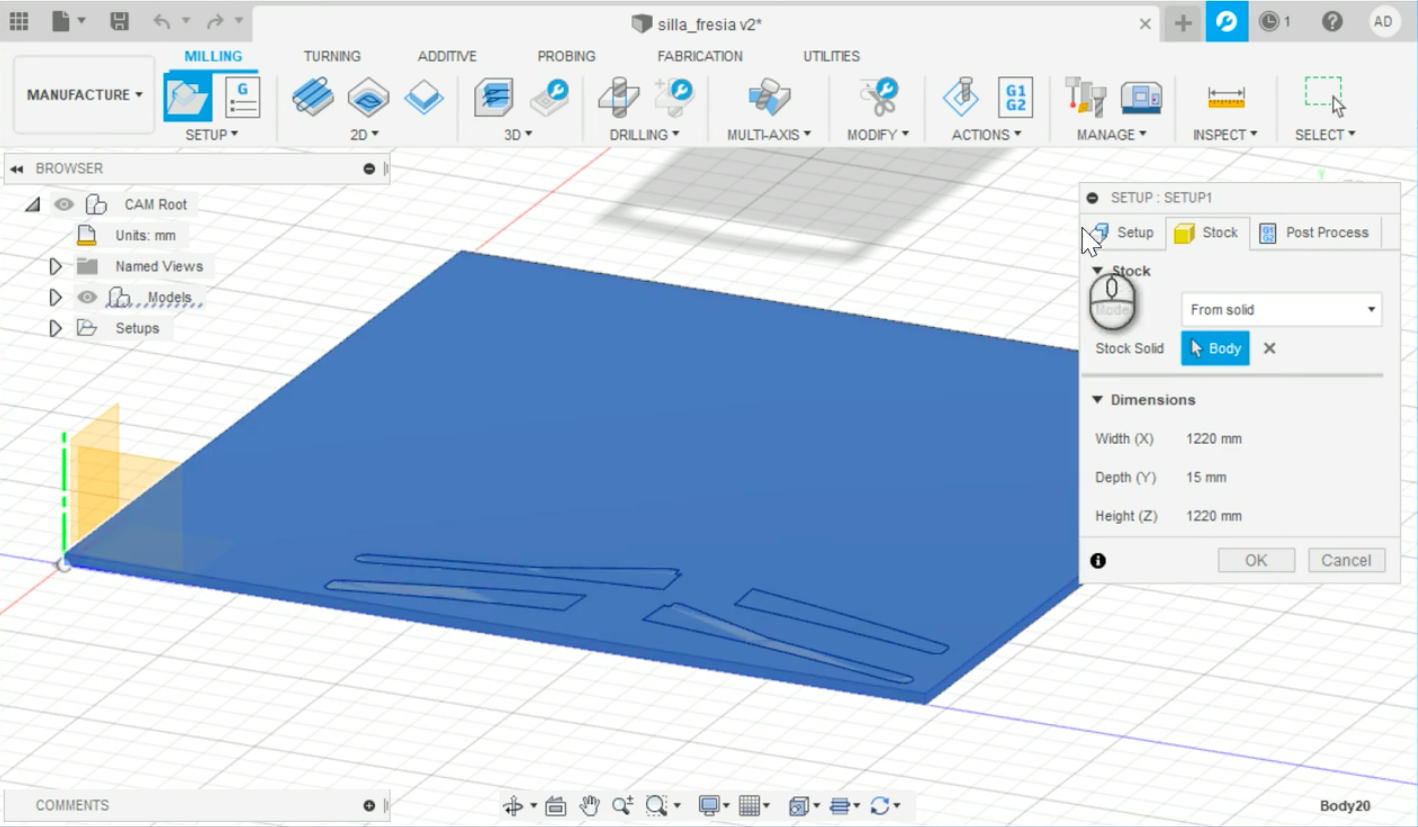 silla_fresia v2*
1
AD
MILLING
TURNING
ADDITIVE
PROBING
FABRICATION
UTILITIES
MANUFACTURE
G
G1
G2
SETUP
2D
3D
DRILLING
MULTI-AXIS
MODIFY
ACTIONS
MANAGE
INSPECT
SELECT
BROWSER
CAM Root
Units: mm
Named Views
Models
Setups
SETUP : SETUP1
Setup
Stock
Post Process
Stock
From solid
Stock Solid
Body
Dimensions
Width (X)
1220 mm
Depth (Y)
15 mm
Height (Z)
1220 mm
OK
Cancel
COMMENTS
Body20